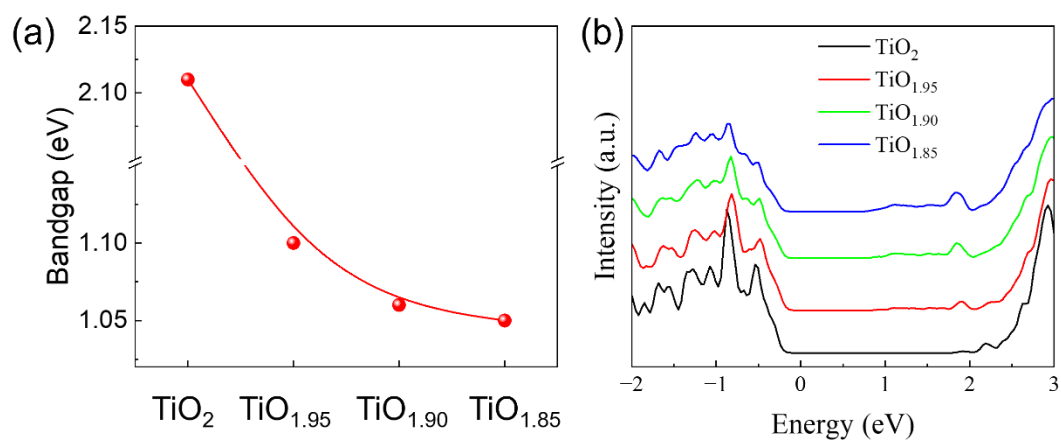 (a)
2.15
2.10
1.10
1.05
Bandgap (eV)
TiO₂
TiO₁.₉₅
TiO₁.₉₀
TiO₁.₈₅
(b)
TiO₂
TiO₁.₉₅
TiO₁.₉₀
TiO₁.₈₅
Intensity (a.u.)
−2
−1
0
1
2
3
Energy (eV)